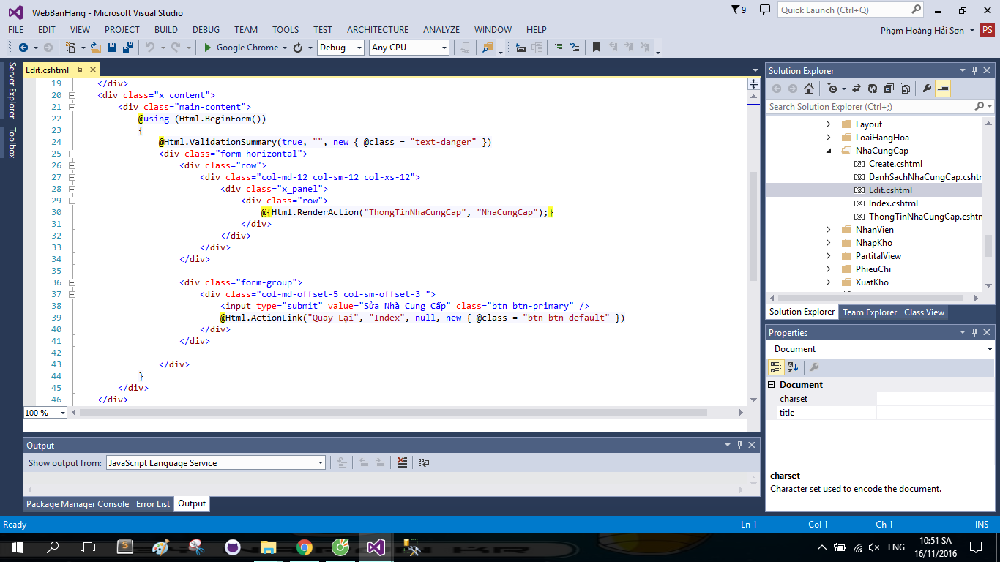 WebBanHang - Microsoft Visual Studio
9
Quick Launch (Ctrl+Q)
FILE EDIT VIEW PROJECT BUILD DEBUG TEAM TOOLS TEST ARCHITECTURE ANALYZE WINDOW HELP
Phạm Hoàng Hải Sơn PS
Google Chrome Debug Any CPU
Server Explorer
Toolbox
Edit.cshtml
19 </div>
20 <div class="x_content">
21 <div class="main-content">
22 @using (Html.BeginForm())
23 {
24 @Html.ValidationSummary(true, "", new { @class = "text-danger" })
25 <div class="form-horizontal">
26 <div class="row">
27 <div class="col-md-12 col-sm-12 col-xs-12">
28 <div class="x_panel">
29 <div class="row">
30 @{Html.RenderAction("ThongTinNhaCungCap", "NhaCungCap");}
31 </div>
32 </div>
33 </div>
34 </div>
35
36 <div class="form-group">
37 <div class="col-md-offset-5 col-sm-offset-3 ">
38 <input type="submit" value="Sửa Nhà Cung Cấp" class="btn btn-primary" />
39 @Html.ActionLink("Quay Lại", "Index", null, new { @class = "btn btn-default" })
40 </div>
41 </div>
42
43 </div>
44 }
45 </div>
46 </div>
100 %
Solution Explorer
Search Solution Explorer (Ctrl+;)
Layout
LoaiHangHoa
NhaCungCap
Create.cshtml
DanhSachNhaCungCap.cshtm
Edit.cshtml
Index.cshtml
ThongTinNhaCungCap.cshtm
NhanVien
NhapKho
PartitalView
PhieuChi
XuatKho
Solution Explorer Team Explorer Class View
Properties
Document
Document
charset
title
charset
Character set used to encode the document.
Output
Show output from: JavaScript Language Service
Package Manager Console Error List Output
Ready
Ln 1 Col 1 Ch 1 INS
ENG
10:51 SA
16/11/2016